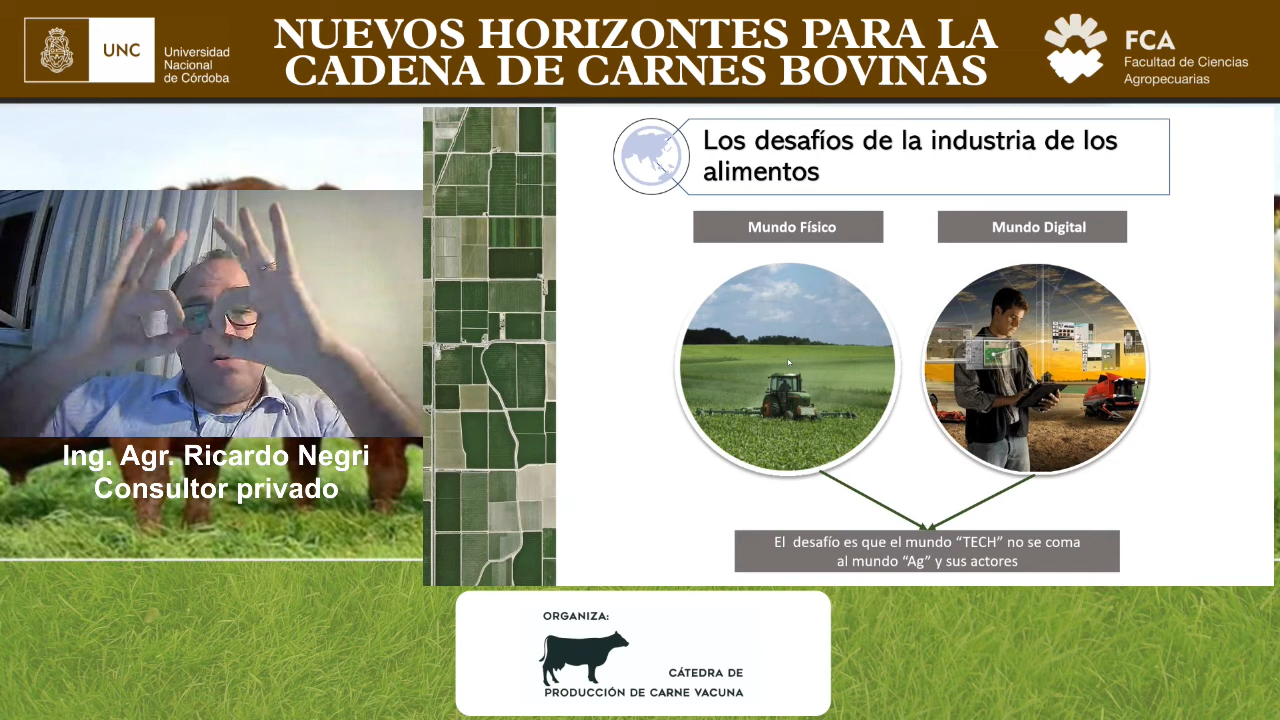 UNC
Universidad
Nacional
de Córdoba
NUEVOS HORIZONTES PARA LA
CADENA DE CARNES BOVINAS
FCA
Facultad de Ciencias
Agropecuarias
Los desafíos de la industria de los
alimentos
Mundo Físico
Mundo Digital
El desafío es que el mundo “TECH” no se coma
al mundo “Ag” y sus actores
Ing. Agr. Ricardo Negri
Consultor privado
ORGANIZA:
CÁTEDRA DE
PRODUCCIÓN DE CARNE VACUNA